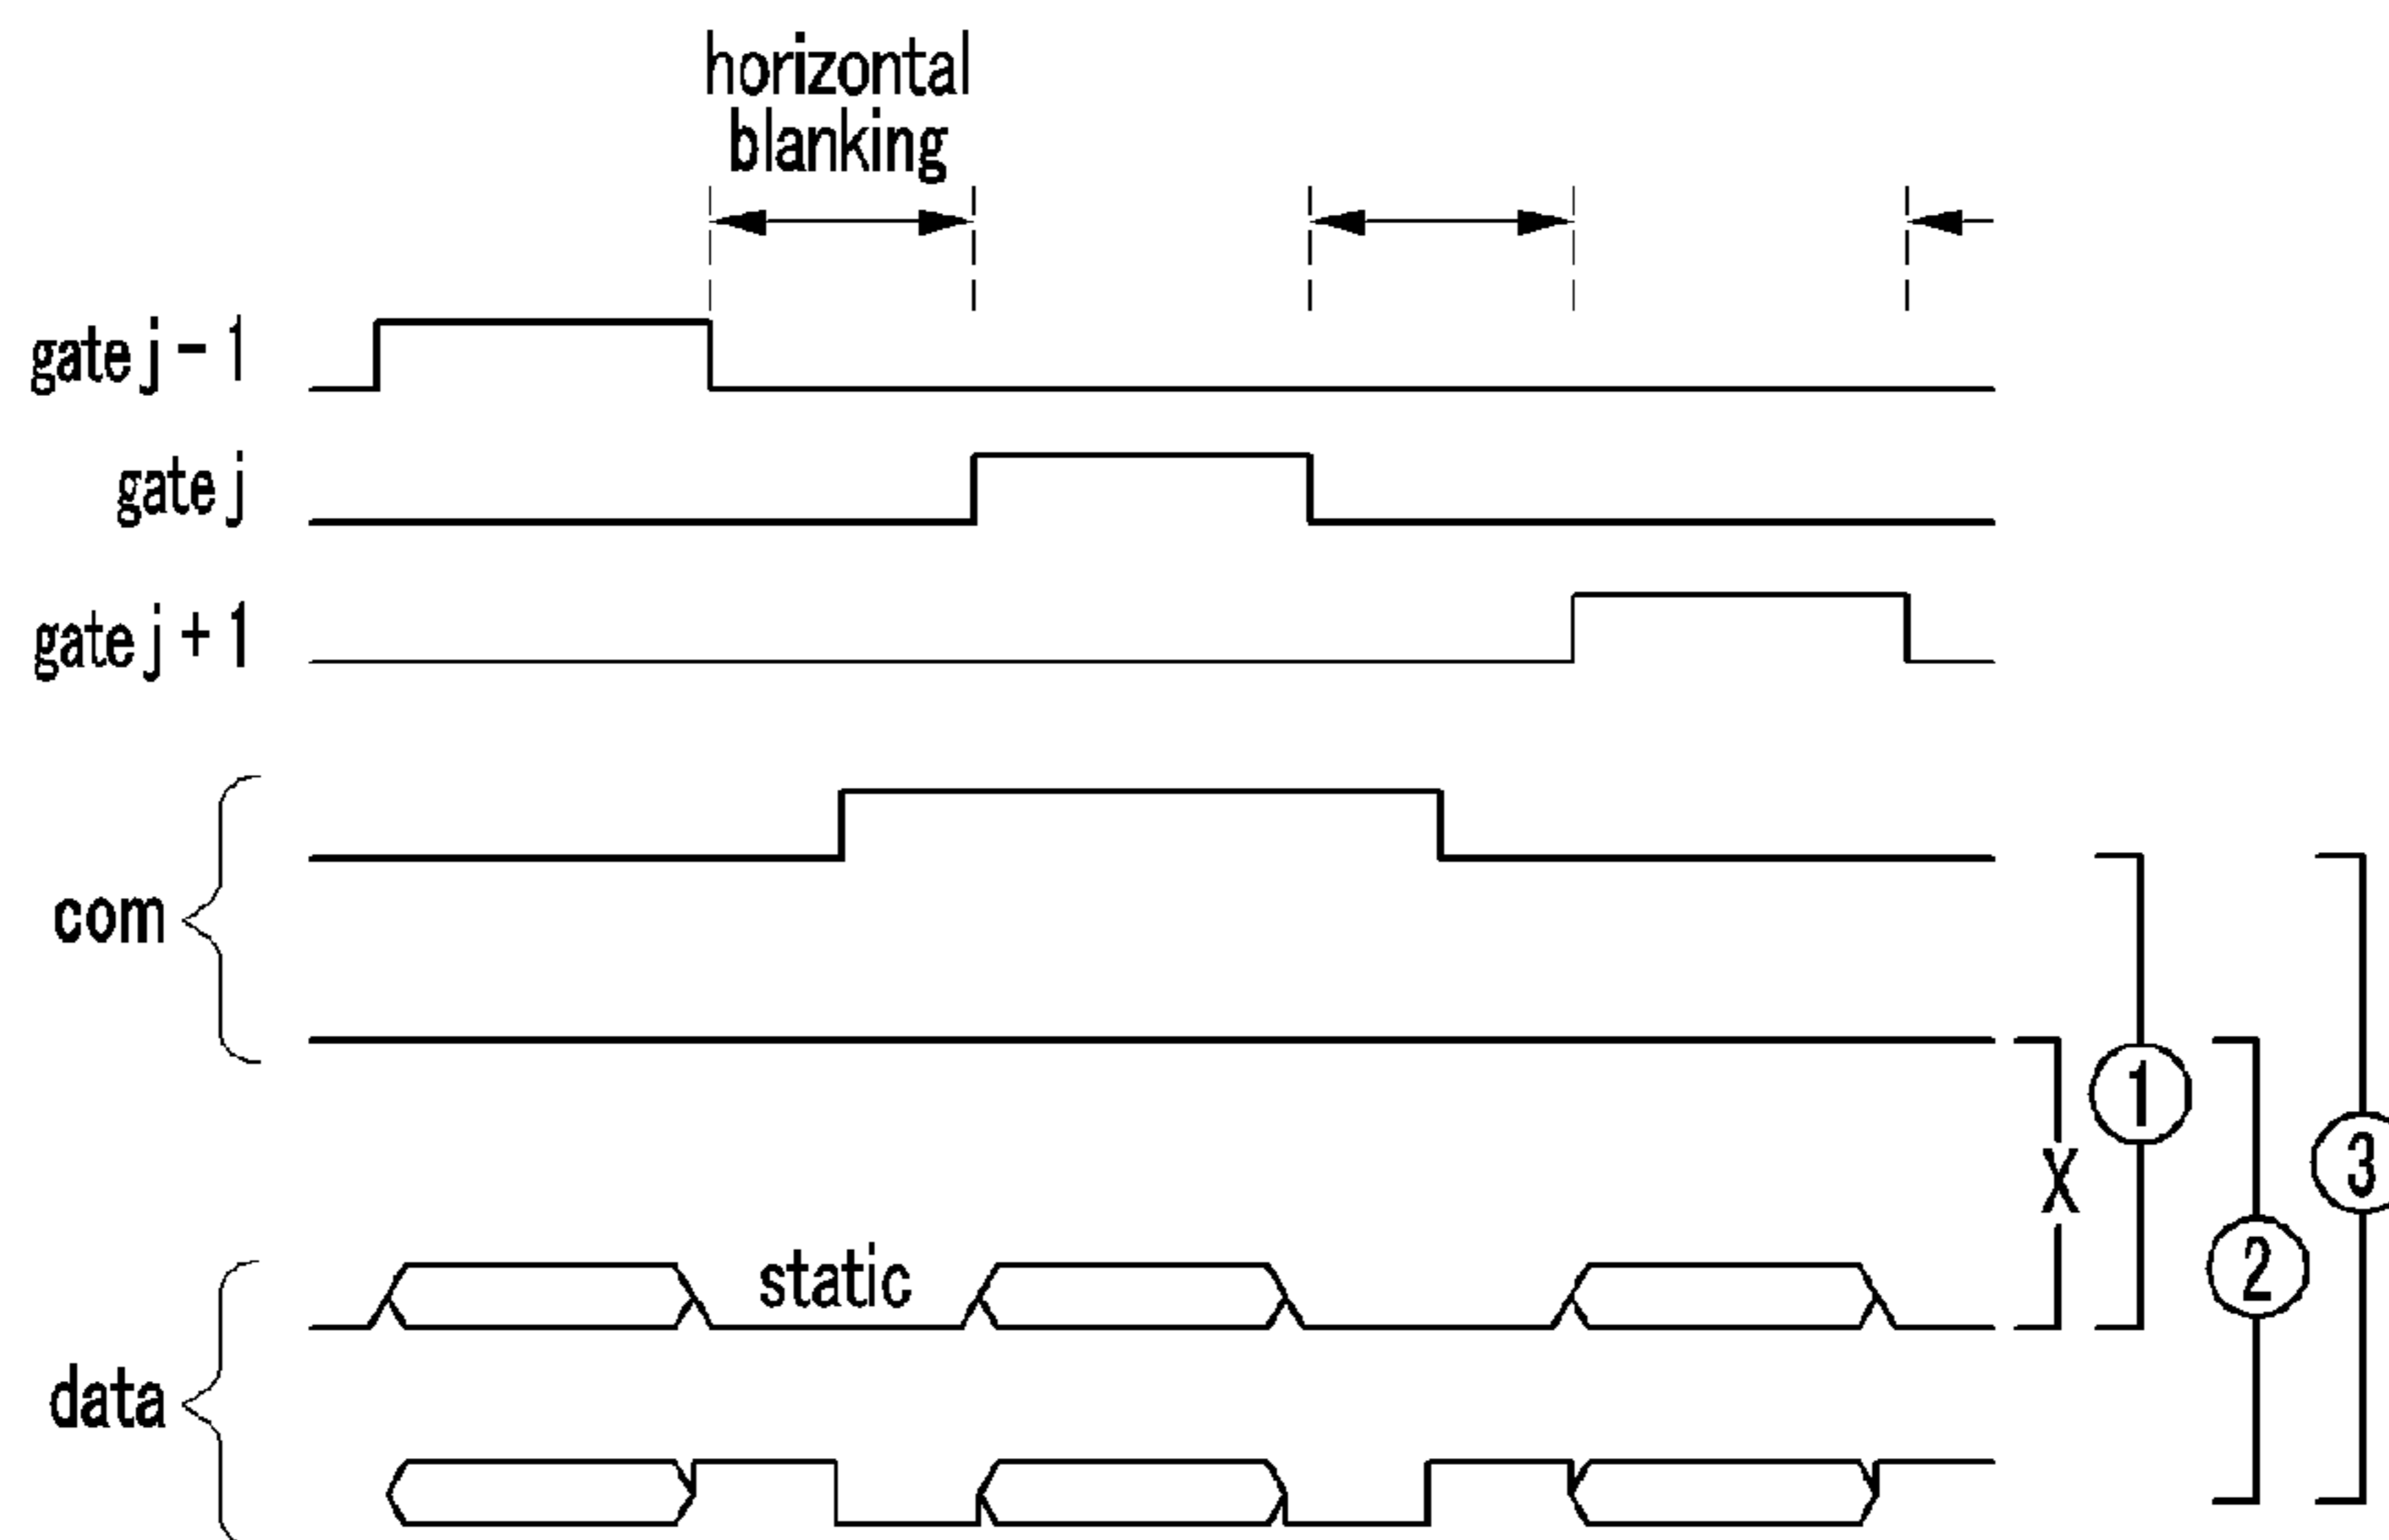 horizontal
blanking
gate j - 1
gate j
gate j + 1
com
X
①
②
③
static
data